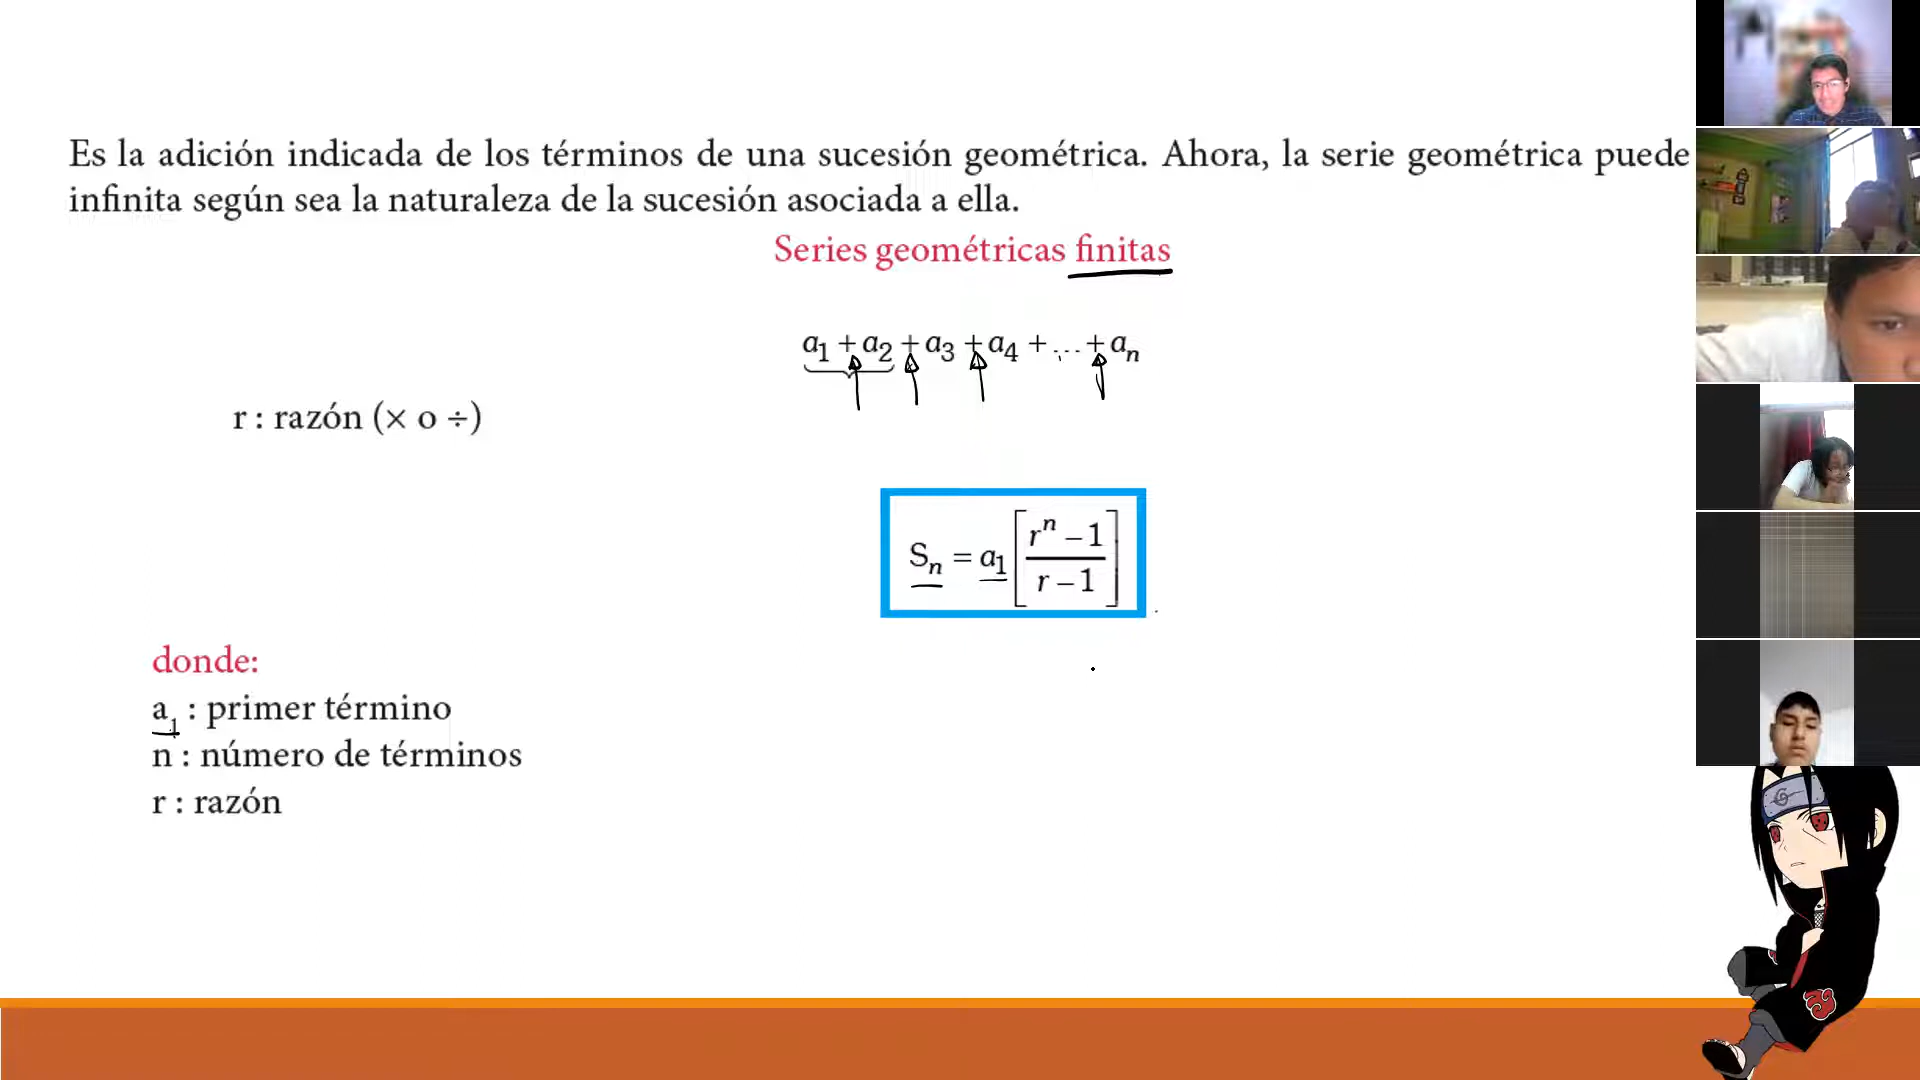 Es la adición indicada de los términos de una sucesión geométrica. Ahora, la serie geométrica puede
infinita según sea la naturaleza de la sucesión asociada a ella.
Series geométricas finitas
a₁ + a₂ + a₃ + a₄ + ... + aₙ
r : razón (× o ÷)
Sₙ = a₁ [ (rⁿ – 1) / (r – 1) ]
donde:
a₁ : primer término
n : número de términos
r : razón